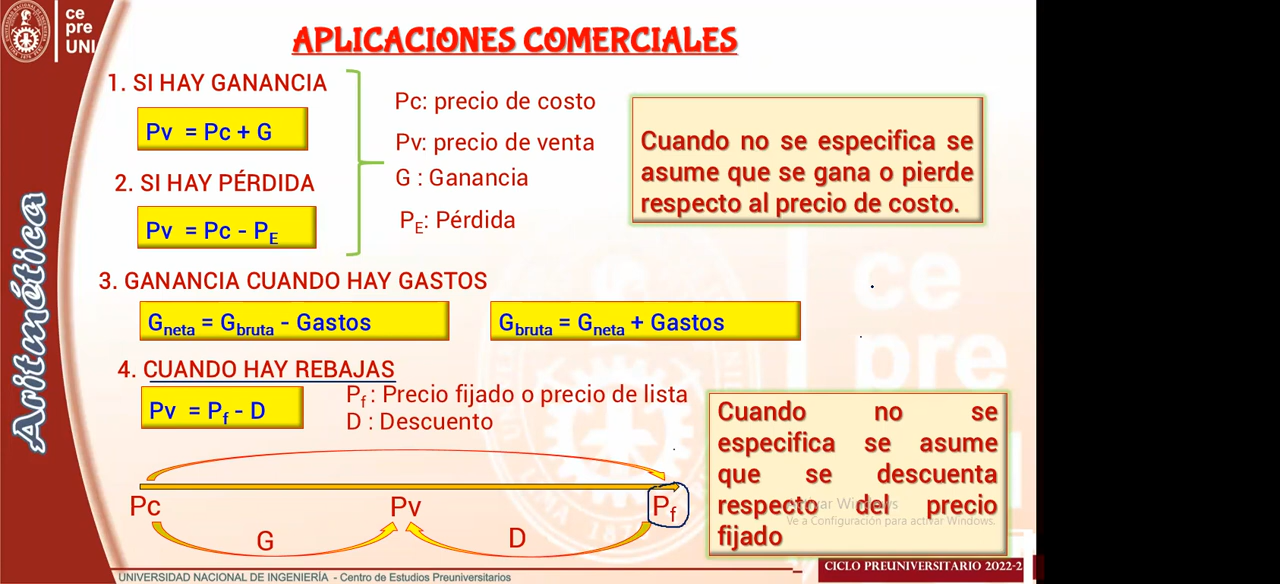 ce
pre
UNI
APLICACIONES COMERCIALES
1. SI HAY GANANCIA
Pv = Pc + G
2. SI HAY PÉRDIDA
Pv = Pc - PE
Pc: precio de costo
Pv: precio de venta
G : Ganancia
PE: Pérdida
Cuando no se especifica se
asume que se gana o pierde
respecto al precio de costo.
3. GANANCIA CUANDO HAY GASTOS
Gneta = Gbruta - Gastos
Gbruta = Gneta + Gastos
4. CUANDO HAY REBAJAS
Pv = Pf - D
Pf : Precio fijado o precio de lista
D : Descuento
Cuando no se
especifica se asume
que se descuenta
respecto del precio
fijado
Pc
Pv
Pf
G
D
Aritmética
ce
pre
Activar Windows
Ve a Configuración para activar Windows.
UNIVERSIDAD NACIONAL DE INGENIERÍA - Centro de Estudios Preuniversitarios
CICLO PREUNIVERSITARIO 2022-2